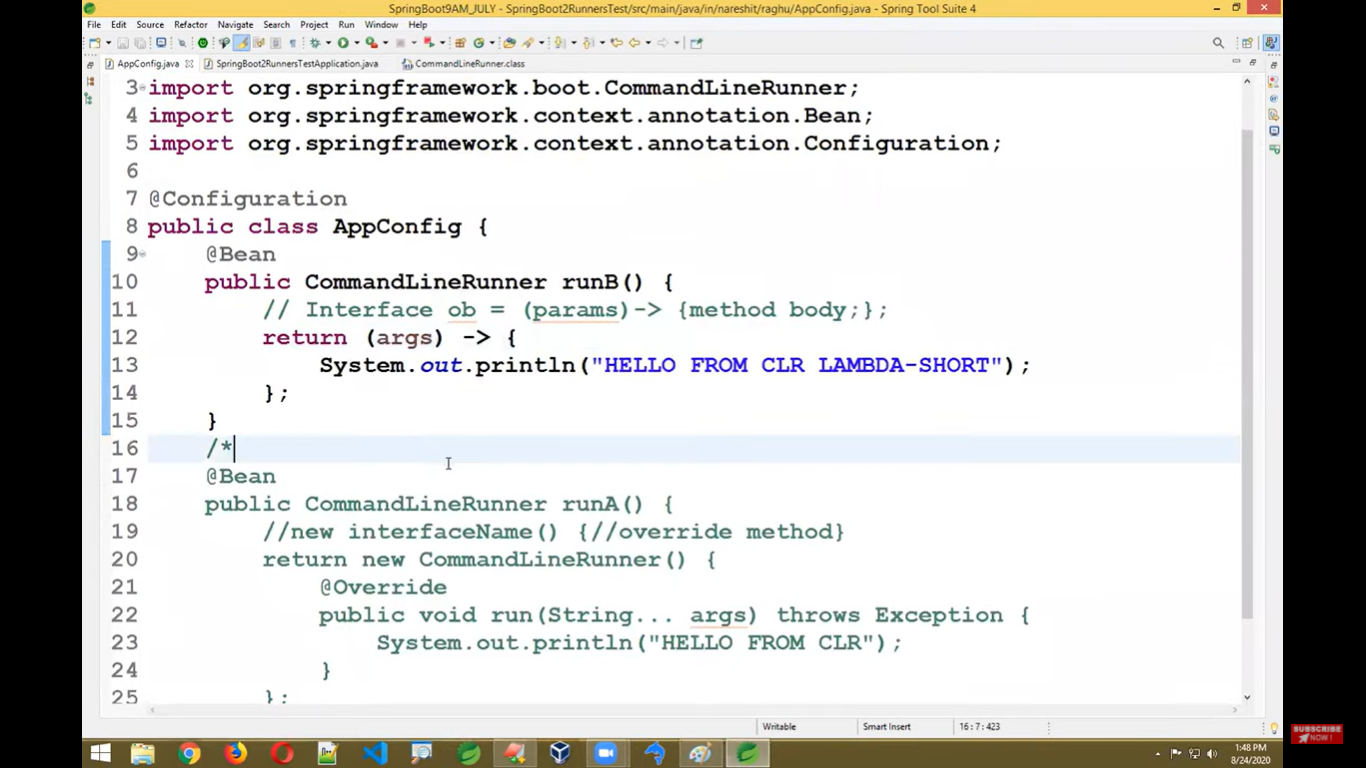 SpringBoot9AM_JULY - SpringBoot2RunnersTest/src/main/java/in/nareshit/raghu/AppConfig.java - Spring Tool Suite 4
File Edit Source Refactor Navigate Search Project Run Window Help
AppConfig.java SpringBoot2RunnersTestApplication.java CommandLineRunner.class
3 import org.springframework.boot.CommandLineRunner;
4 import org.springframework.context.annotation.Bean;
5 import org.springframework.context.annotation.Configuration;
6
7 @Configuration
8 public class AppConfig {
9 @Bean
10 public CommandLineRunner runB() {
11 // Interface ob = (params)-> {method body;};
12 return (args) -> {
13 System.out.println("HELLO FROM CLR LAMBDA-SHORT");
14 };
15 }
16 /*
17 @Bean
18 public CommandLineRunner runA() {
19 //new interfaceName() {//override method}
20 return new CommandLineRunner() {
21 @Override
22 public void run(String... args) throws Exception {
23 System.out.println("HELLO FROM CLR");
24 }
25 };
Writable Smart Insert 16 : 7 : 423
SUBSCRIBE
NOW !
1:48 PM
8/24/2020